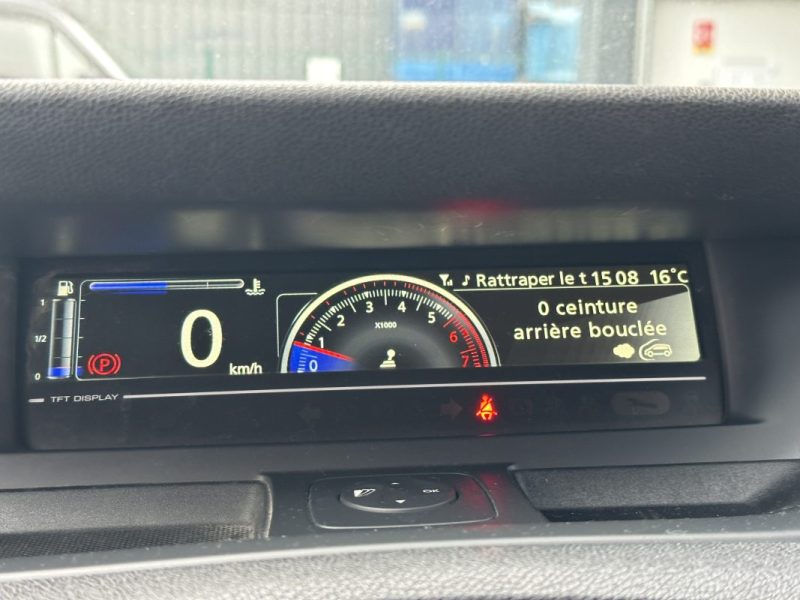 ♪ Rattraper le t 15 08 16°C
1
1/2
0
P
0
km/h
0 1 2 3 4 5 6 7
X1000
0 ceinture
arrière bouclée
TFT DISPLAY
OK